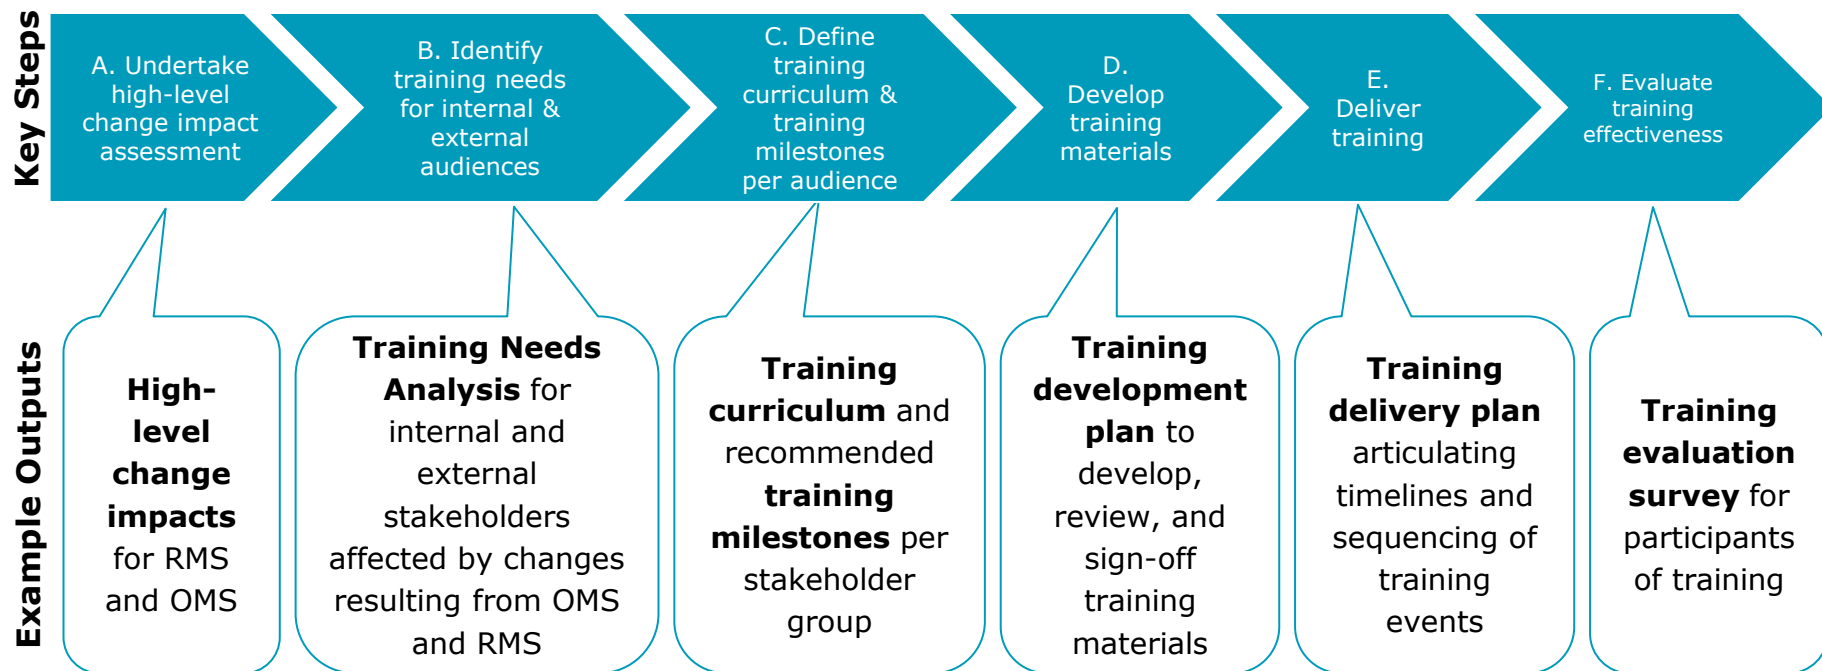 Key Steps
A. Undertake
high-level
change impact
assessment
B. Identify
training needs
for internal &
external
audiences
C. Define
training
curriculum &
training
milestones
per audience
D.
Develop
training
materials
E.
Deliver
training
F. Evaluate
training
effectiveness
Example Outputs
High-
level
change
impacts
for RMS
and OMS
Training Needs
Analysis for
internal and
external
stakeholders
affected by changes
resulting from OMS
and RMS
Training
curriculum and
recommended
training
milestones per
stakeholder
group
Training
development
plan to
develop,
review, and
sign-off
training
materials
Training
delivery plan
articulating
timelines and
sequencing of
training
events
Training
evaluation
survey for
participants
of training